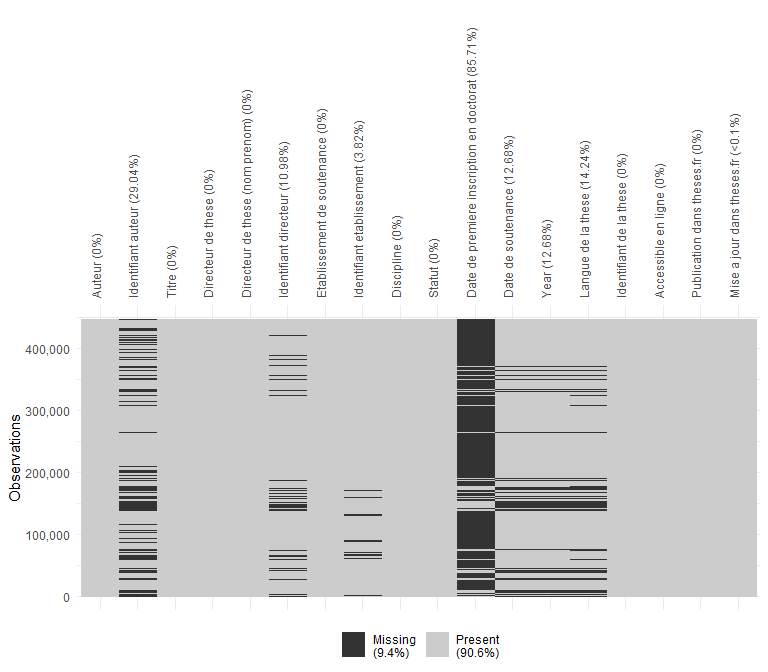 Auteur (0%)
Identifiant auteur (29.04%)
Titre (0%)
Directeur de these (0%)
Directeur de these (nom prenom) (0%)
Identifiant directeur (10.98%)
Etablissement de soutenance (0%)
Identifiant etablissement (3.82%)
Discipline (0%)
Statut (0%)
Date de premiere inscription en doctorat (85.71%)
Date de soutenance (12.68%)
Year (12.68%)
Langue de la these (14.24%)
Identifiant de la these (0%)
Accessible en ligne (0%)
Publication dans theses.fr (0%)
Mise a jour dans theses.fr (<0.1%)
Observations
400,000
300,000
200,000
100,000
0
Missing
(9.4%)
Present
(90.6%)